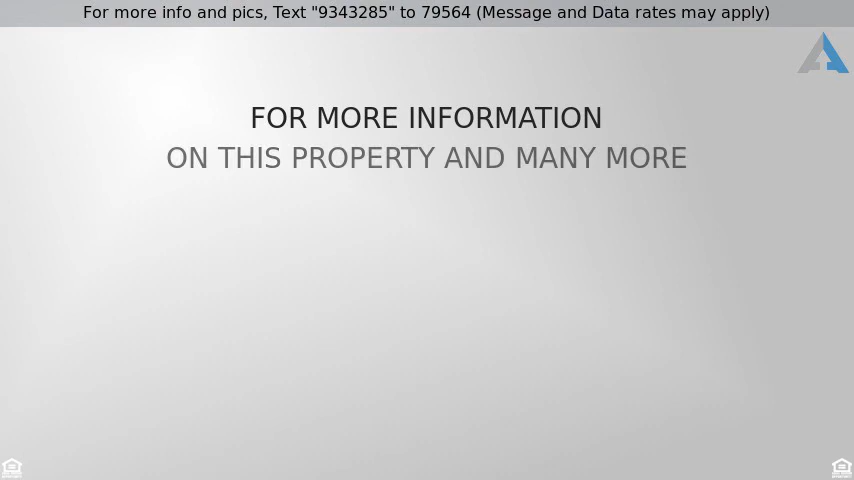 For more info and pics, Text "9343285" to 79564 (Message and Data rates may apply)
FOR MORE INFORMATION
ON THIS PROPERTY AND MANY MORE